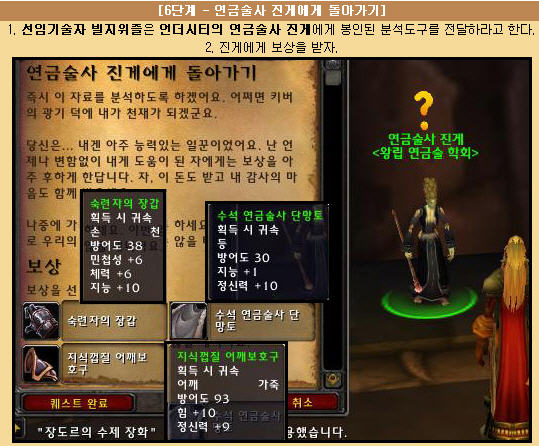 [6단계 - 연금술사 진게에게 돌아가기]
1. 선임기술자 빌지위즐은 언더시티의 연금술사 진게에게 봉인된 분석도구를 전달하라고 한다.
2. 진게에게 보상을 받자.
연금술사 진게에게 돌아가기
즉시 이 자료를 분석하도록 하겠어요. 어쩌면 키버
의 광기 덕에 내가 천재가 되겠군요.
당신은... 내겐 아주 능력있는 일꾼이었어요. 난 언
제나 변함없이 내게 도움이 된 자에게는 보상을 아
주 후하게 한답니다. 자, 이 돈도 받고 내 감사의 마
음도 함께
나중에
로 우리의
보상
보상을 선
숙련자의 장갑
획득 시 귀속
손 천
방어도 38
민첩성 +6
체력 +6
지능 +10
수석 연금술사 단망토
획득 시 귀속
등
방어도 30
지능 +1
정신력 +10
숙련자의 장갑
수석 연금술사 단
망토
지식껍질 어깨보호
구
지식껍질 어깨보호구
획득 시 귀속
어깨 가죽
방어도 93
힘 +10
정신력 +9
수석 연금술사
퀘스트 완료
취소
"장도르의 수제 장화"
?
연금술사 진게
<왕립 연금술 학회>